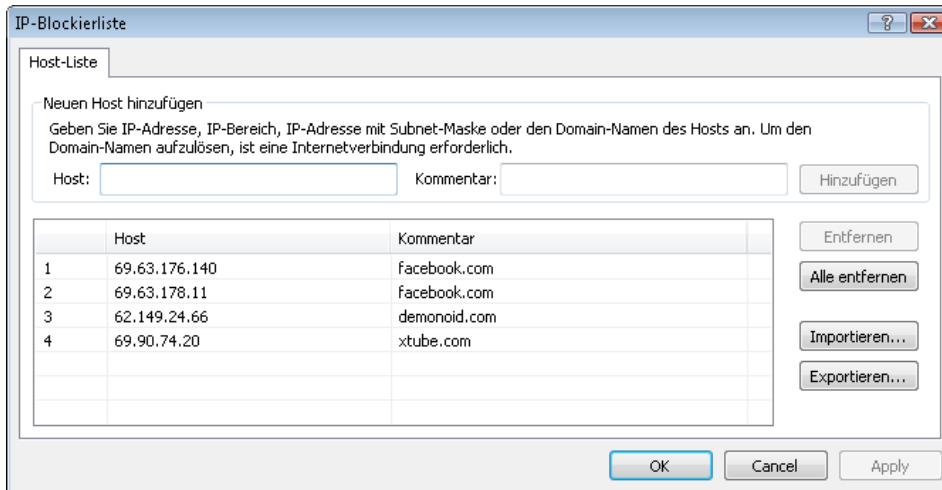 IP-Blockierliste
Host-Liste
Neuen Host hinzufügen
Geben Sie IP-Adresse, IP-Bereich, IP-Adresse mit Subnet-Maske oder den Domain-Namen des Hosts an. Um den
Domain-Namen aufzulösen, ist eine Internetverbindung erforderlich.
Host: Kommentar: Hinzufügen
Host Kommentar Entfernen
1 69.63.176.140 facebook.com
Alle entfernen
2 69.63.178.11 facebook.com
3 62.149.24.66 demonoid.com
4 69.90.74.20 xtube.com Importieren...
Exportieren...
OK Cancel Apply